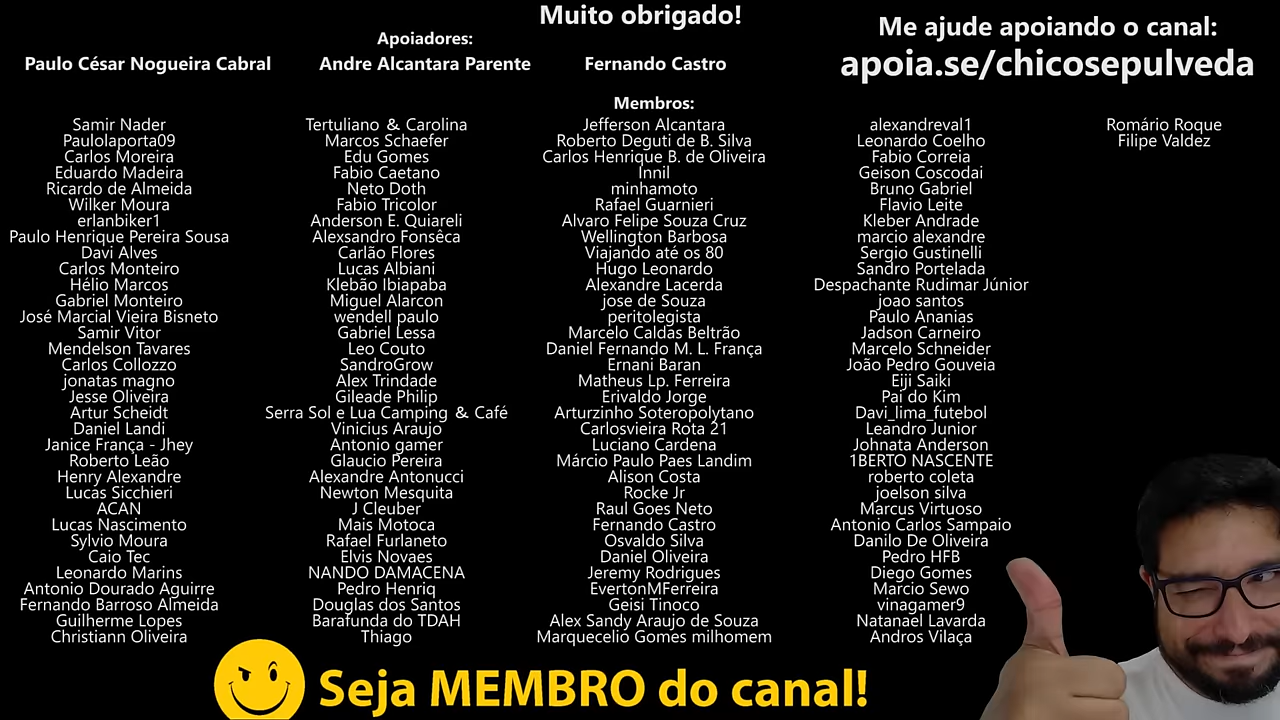 Muito obrigado!
Me ajude apoiando o canal:
apoia.se/chicosepulveda
Apoiadores:
Paulo César Nogueira Cabral
Andre Alcantara Parente
Fernando Castro
Membros:
Samir Nader
Paulolaporta09
Carlos Moreira
Eduardo Madeira
Ricardo de Almeida
Wilker Moura
erlanbiker1
Paulo Henrique Pereira Sousa
Davi Alves
Carlos Monteiro
Hélio Marcos
Gabriel Monteiro
José Marcial Vieira Bisneto
Samir Vitor
Mendelson Tavares
Carlos Collozzo
jonatas magno
Jesse Oliveira
Artur Scheidt
Daniel Landi
Janice França - Jhey
Roberto Leão
Henry Alexandre
Lucas Sicchieri
ACAN
Lucas Nascimento
Sylvio Moura
Caio Tec
Leonardo Marins
Antonio Dourado Aguirre
Fernando Barroso Almeida
Guilherme Lopes
Christiann Oliveira
Tertuliano & Carolina
Marcos Schaefer
Edu Gomes
Fabio Caetano
Neto Doth
Fabio Tricolor
Anderson E. Quiareli
Alexsandro Fonsêca
Carlão Flores
Lucas Albiani
Klebão Ibiapaba
Miguel Alarcon
wendell paulo
Gabriel Lessa
Leo Couto
SandroGrow
Alex Trindade
Gileade Philip
Serra Sol e Lua Camping & Café
Vinicius Araujo
Antonio gamer
Glaucio Pereira
Alexandre Antonucci
Newton Mesquita
J Cleuber
Mais Motoca
Rafael Furlaneto
Elvis Novaes
NANDO DAMACENA
Pedro Henriq
Douglas dos Santos
Barafunda do TDAH
Thiago
Jefferson Alcantara
Roberto Deguti de B. Silva
Carlos Henrique B. de Oliveira
Innil
minhamoto
Rafael Guarnieri
Alvaro Felipe Souza Cruz
Wellington Barbosa
Viajando até os 80
Hugo Leonardo
Alexandre Lacerda
jose de Souza
peritolegista
Marcelo Caldas Beltrão
Daniel Fernando M. L. França
Ernani Baran
Matheus Lp. Ferreira
Erivaldo Jorge
Arturzinho Soteropolytano
Carlosvieira Rota 21
Luciano Cardena
Márcio Paulo Paes Landim
Alison Costa
Rocke Jr
Raul Goes Neto
Fernando Castro
Osvaldo Silva
Daniel Oliveira
Jeremy Rodrigues
EvertonMFerreira
Geisi Tinoco
Alex Sandy Araujo de Souza
Marquecelio Gomes milhomem
alexandreval1
Leonardo Coelho
Fabio Correia
Geison Coscodai
Bruno Gabriel
Flavio Leite
Kleber Andrade
marcio alexandre
Sergio Gustinelli
Sandro Portelada
Despachante Rudimar Júnior
joao santos
Paulo Ananias
Jadson Carneiro
Marcelo Schneider
João Pedro Gouveia
Eiji Saiki
Pai do Kim
Davi_lima_futebol
Leandro Junior
Johnata Anderson
1BERTO NASCENTE
roberto coleta
joelson silva
Marcus Virtuoso
Antonio Carlos Sampaio
Danilo De Oliveira
Pedro HFB
Diego Gomes
Marcio Sewo
vinagamer9
Natanael Lavarda
Andros Vilaça
Romário Roque
Filipe Valdez
Seja MEMBRO do canal!